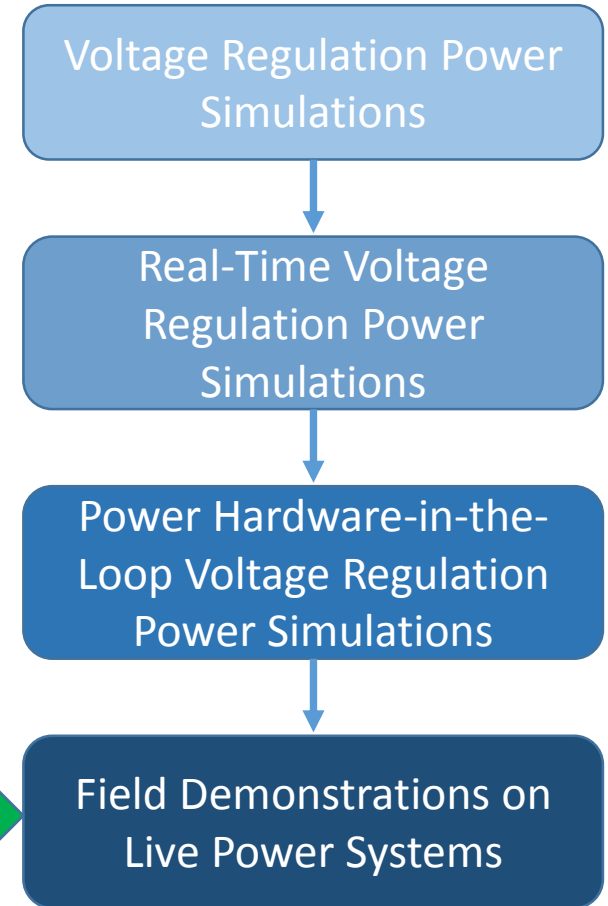 Voltage Regulation Power
Simulations
Real-Time Voltage
Regulation Power
Simulations
Power Hardware-in-the-
Loop Voltage Regulation
Power Simulations
Field Demonstrations on
Live Power Systems